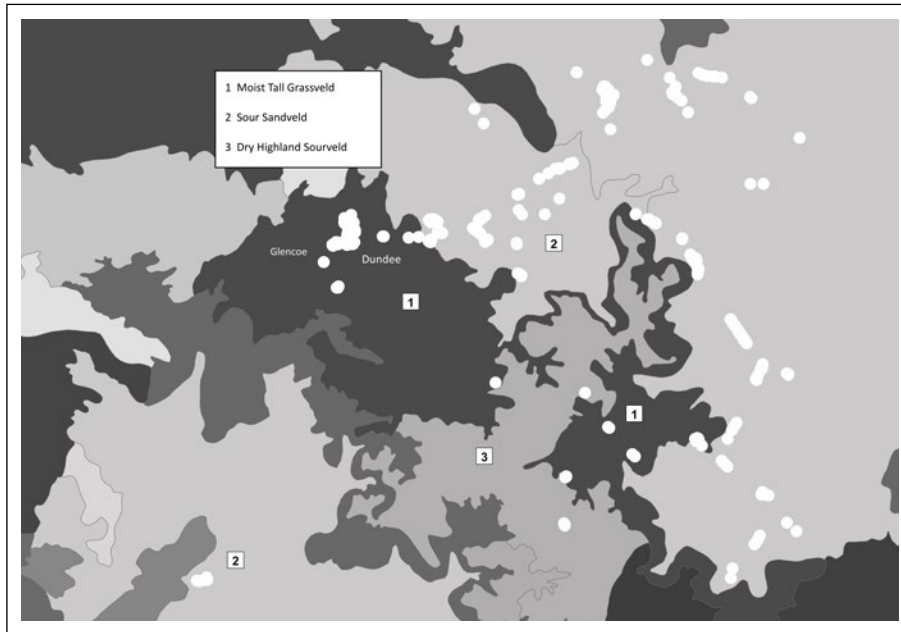 1 Moist Tall Grassveld
2 Sour Sandveld
3 Dry Highland Sourveld
2
Glencoe
Dundee
1
1
3
2